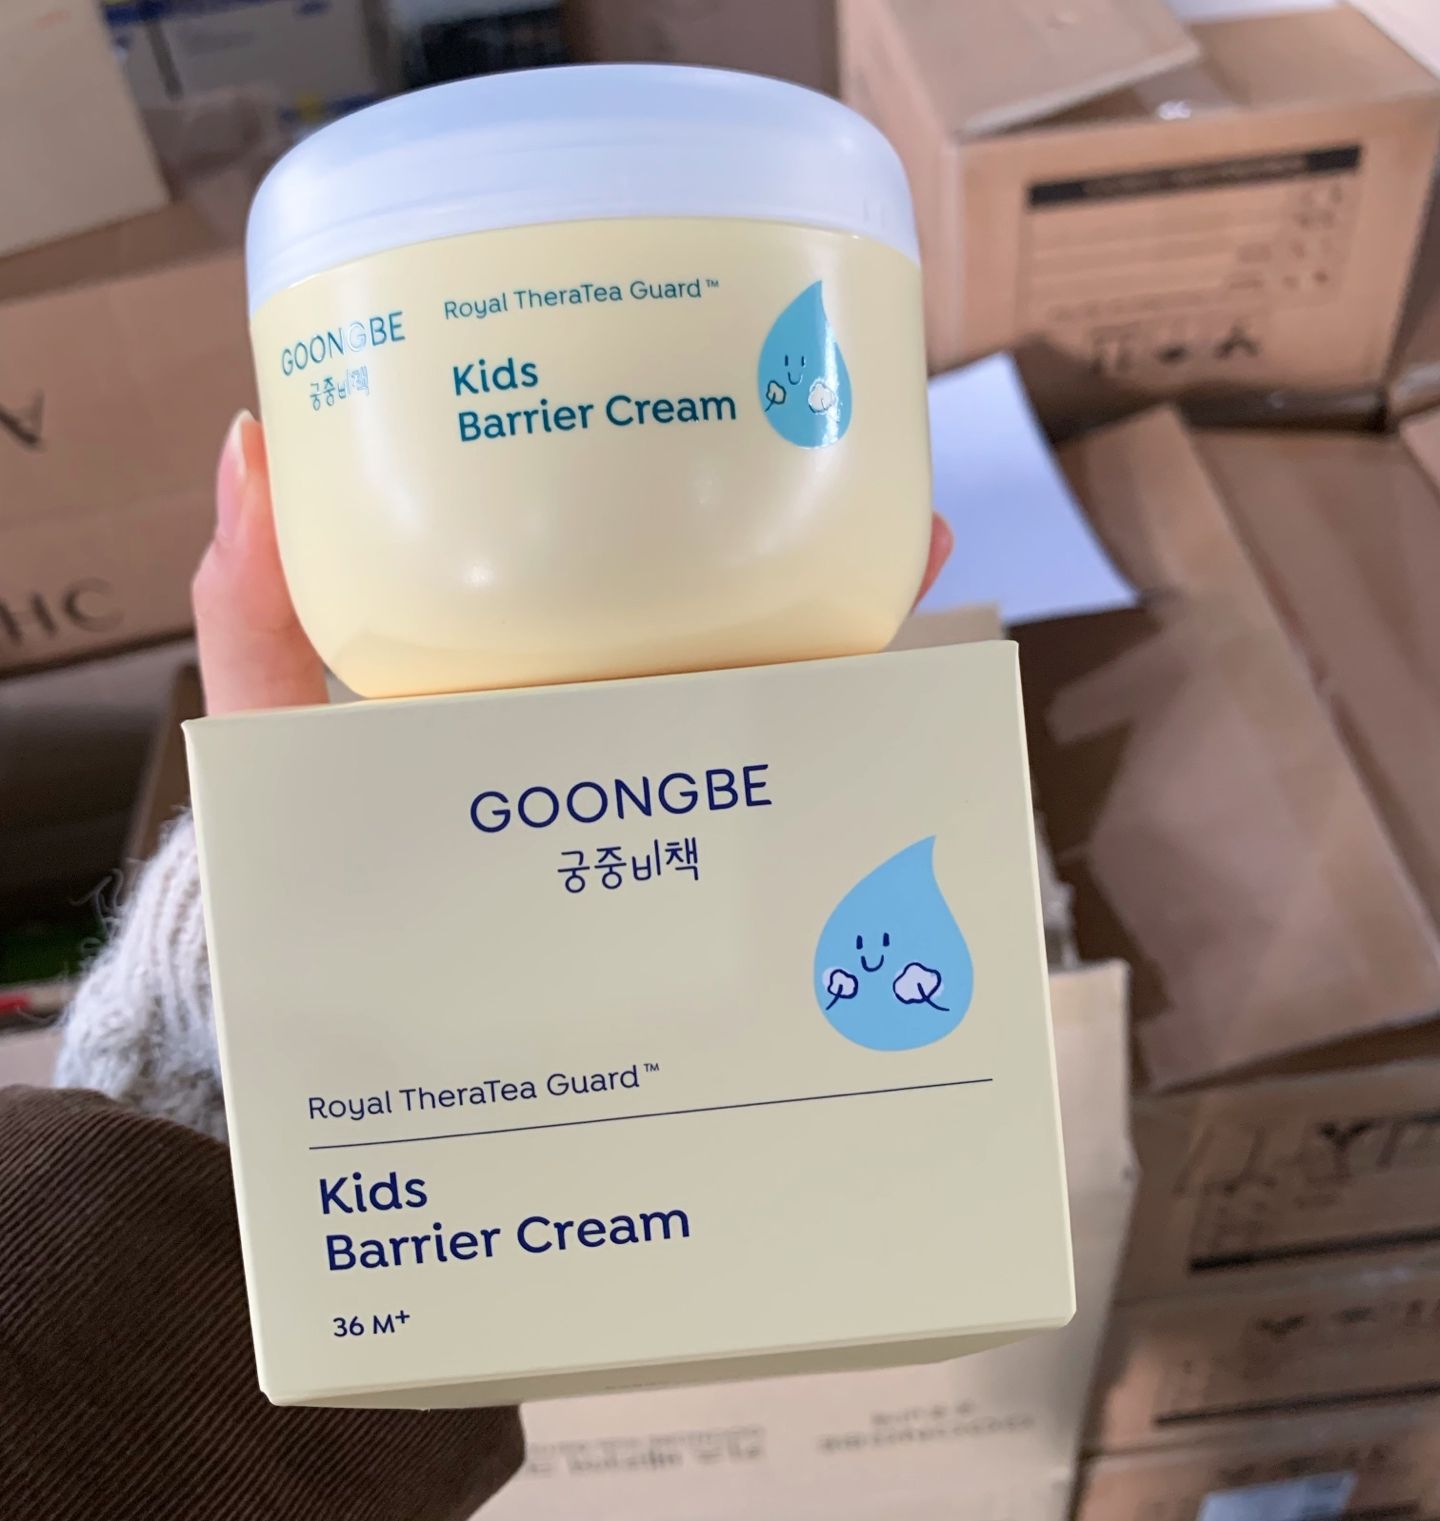 GOONGBE
궁중비책
Royal TheraTea Guard™
Kids
Barrier Cream
GOONGBE
궁중비책
Royal TheraTea Guard™
Kids
Barrier Cream
36 M+
HC